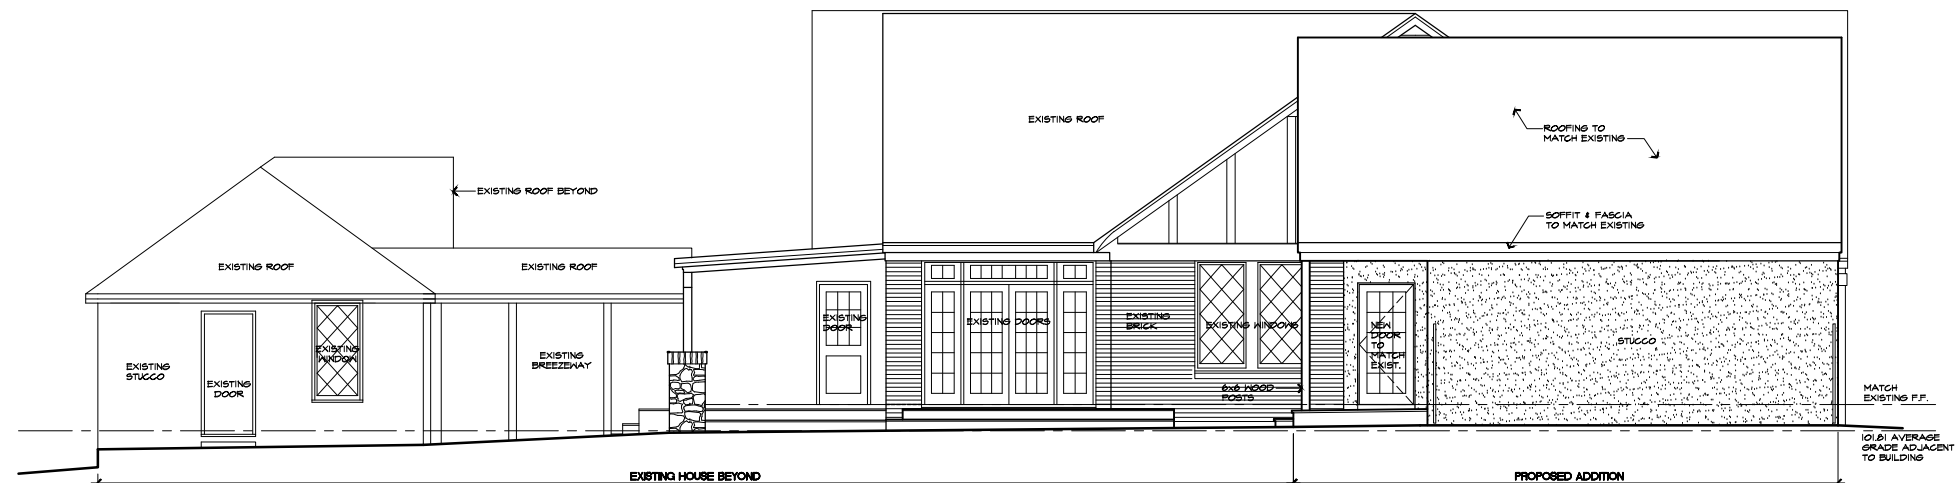 EXISTING ROOF
ROOFING TO
MATCH EXISTING
EXISTING ROOF BEYOND
SOFFIT & FASCIA
TO MATCH EXISTING
EXISTING ROOF
EXISTING ROOF
EXISTING
DOOR
EXISTING DOORS
EXISTING
BRICK
EXISTING WINDOWS
NEW
DOOR
TO
MATCH
EXIST.
STUCCO
EXISTING
STUCCO
EXISTING
DOOR
EXISTING
WINDOW
EXISTING
BREEZEWAY
6x6 WOOD
POSTS
MATCH
EXISTING F.F.
101.81 AVERAGE
GRADE ADJACENT
TO BUILDING
EXISTING HOUSE BEYOND
PROPOSED ADDITION